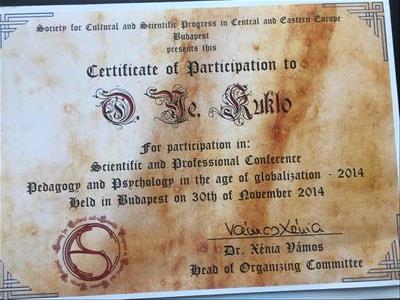 Society for Cultural and Scientific Progress in Central and Eastern Europe
Budapest
presents this
Certificate of Participation to
O. Ye. Kuklo
For participation in:
Scientific and Professional Conference
Pedagogy and Psychology in the age of globalization - 2014
Held in Budapest on 30th of November 2014
Vámos Xénia
Dr. Xénia Vámos
Head of Organizing Committee